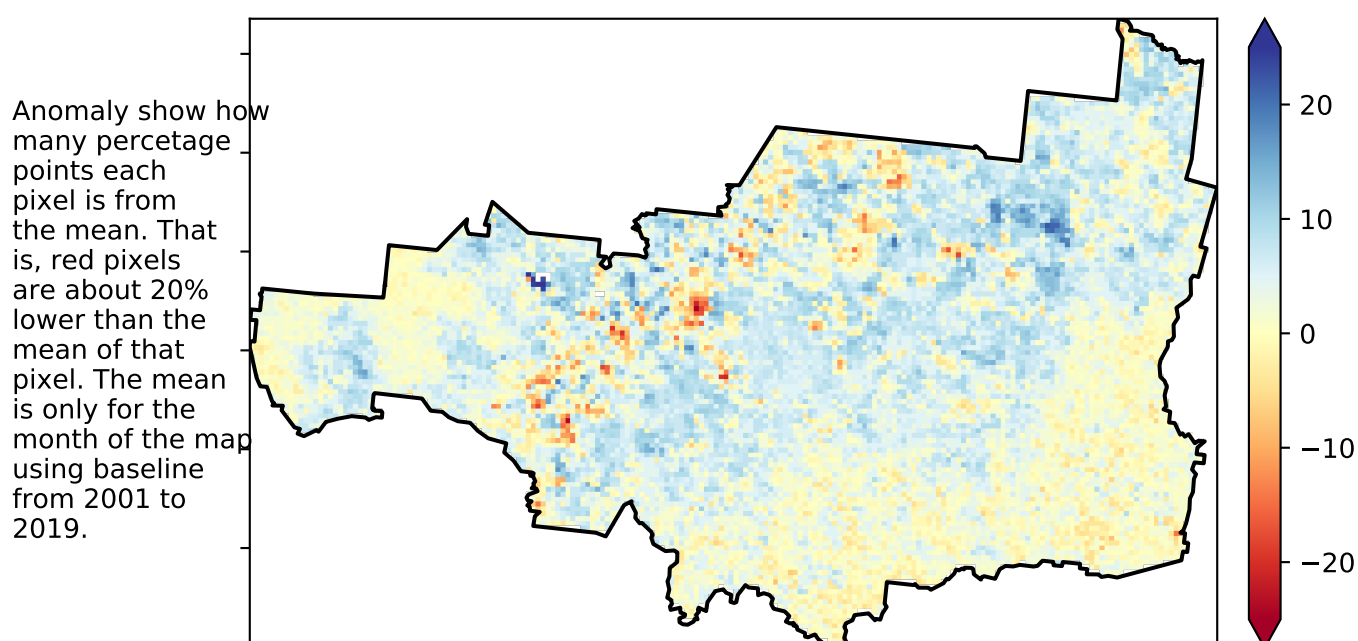 Anomaly show how
many percetage
points each
pixel is from
the mean. That
is, red pixels
are about 20%
lower than the
mean of that
pixel. The mean
is only for the
month of the map
using baseline
from 2001 to
2019.
20
10
0
−10
−20